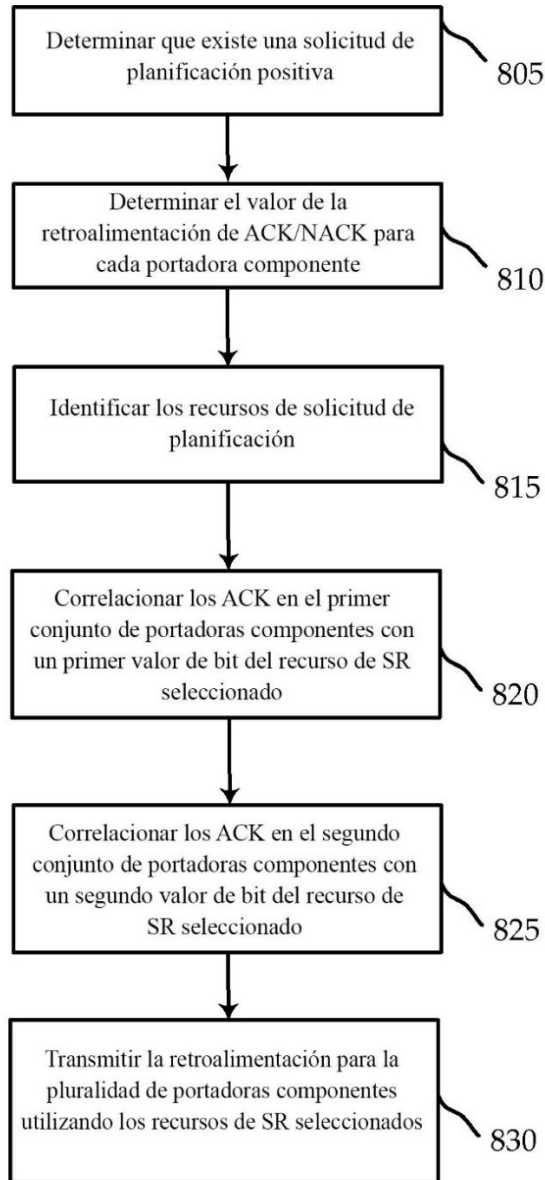 Determinar que existe una solicitud de
planificación positiva
805
Determinar el valor de la
retroalimentación de ACK/NACK para
cada portadora componente
810
Identificar los recursos de solicitud de
planificación
815
Correlacionar los ACK en el primer
conjunto de portadoras componentes con
un primer valor de bit del recurso de SR
seleccionado
820
Correlacionar los ACK en el segundo
conjunto de portadoras componentes con
un segundo valor de bit del recurso de
SR seleccionado
825
Transmitir la retroalimentación para la
pluralidad de portadoras componentes
utilizando los recursos de SR seleccionados
830